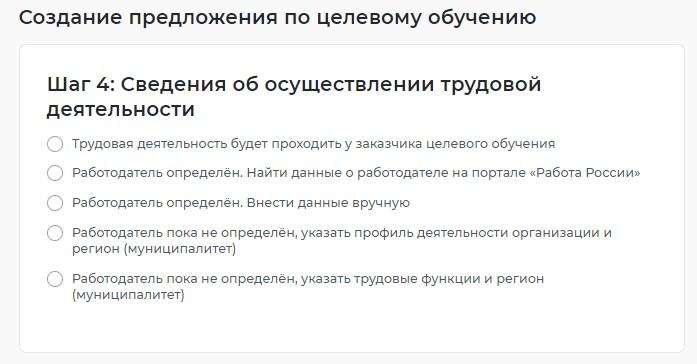 Создание предложения по целевому обучению
Шаг 4: Сведения об осуществлении трудовой
деятельности
Трудовая деятельность будет проходить у заказчика целевого обучения
Работодатель определён. Найти данные о работодателе на портале «Работа России»
Работодатель определён. Внести данные вручную
Работодатель пока не определён, указать профиль деятельности организации и
регион (муниципалитет)
Работодатель пока не определён, указать трудовые функции и регион
(муниципалитет)